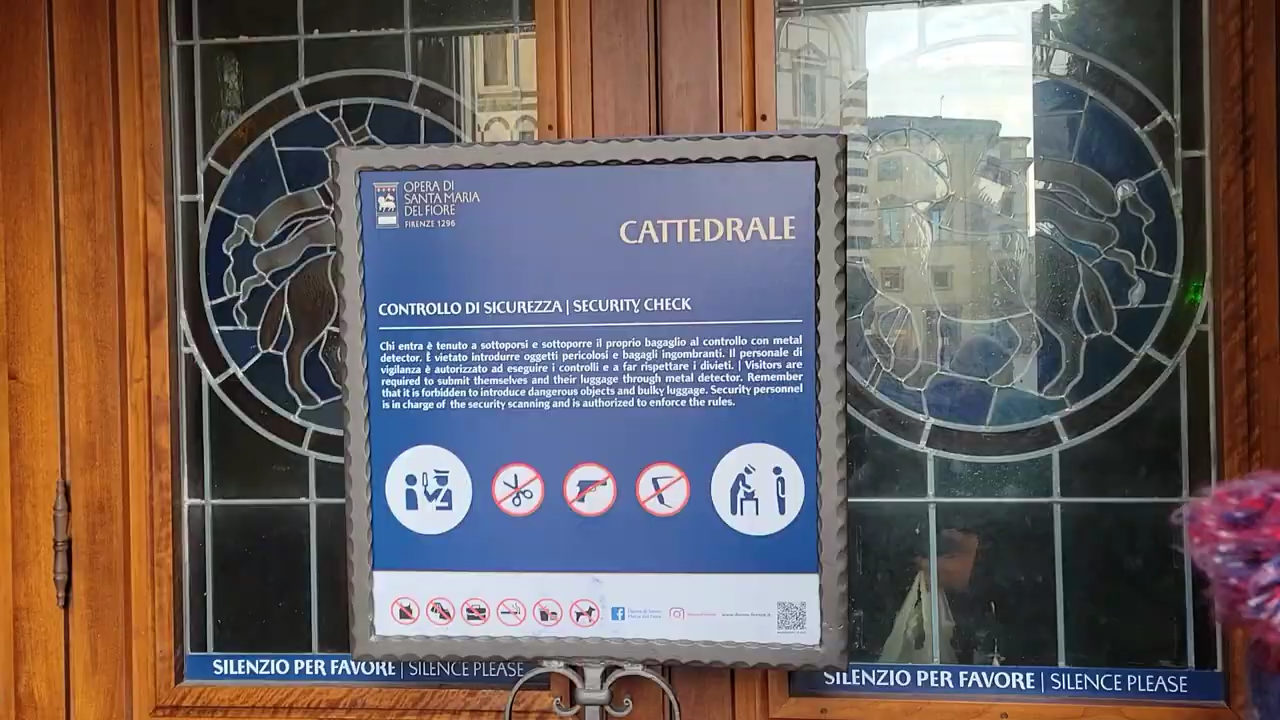 OPERA DI
SANTA MARIA
DEL FIORE
FIRENZE 1296
CATTEDRALE
CONTROLLO DI SICUREZZA | SECURITY CHECK
Chi entra è tenuto a sottoporsi e sottoporre il proprio bagaglio al controllo con metal
detector. È vietato introdurre oggetti pericolosi e bagagli ingombranti. Il personale di
vigilanza è autorizzato ad eseguire i controlli e a far rispettare i divieti. | Visitors are
required to submit themselves and their luggage through metal detector. Remember
that it is forbidden to introduce dangerous objects and bulky luggage. Security personnel
is in charge of the security scanning and is authorized to enforce the rules.
SILENZIO PER FAVORE | SILENCE PLEASE
SILENZIO PER FAVORE | SILENCE PLEASE